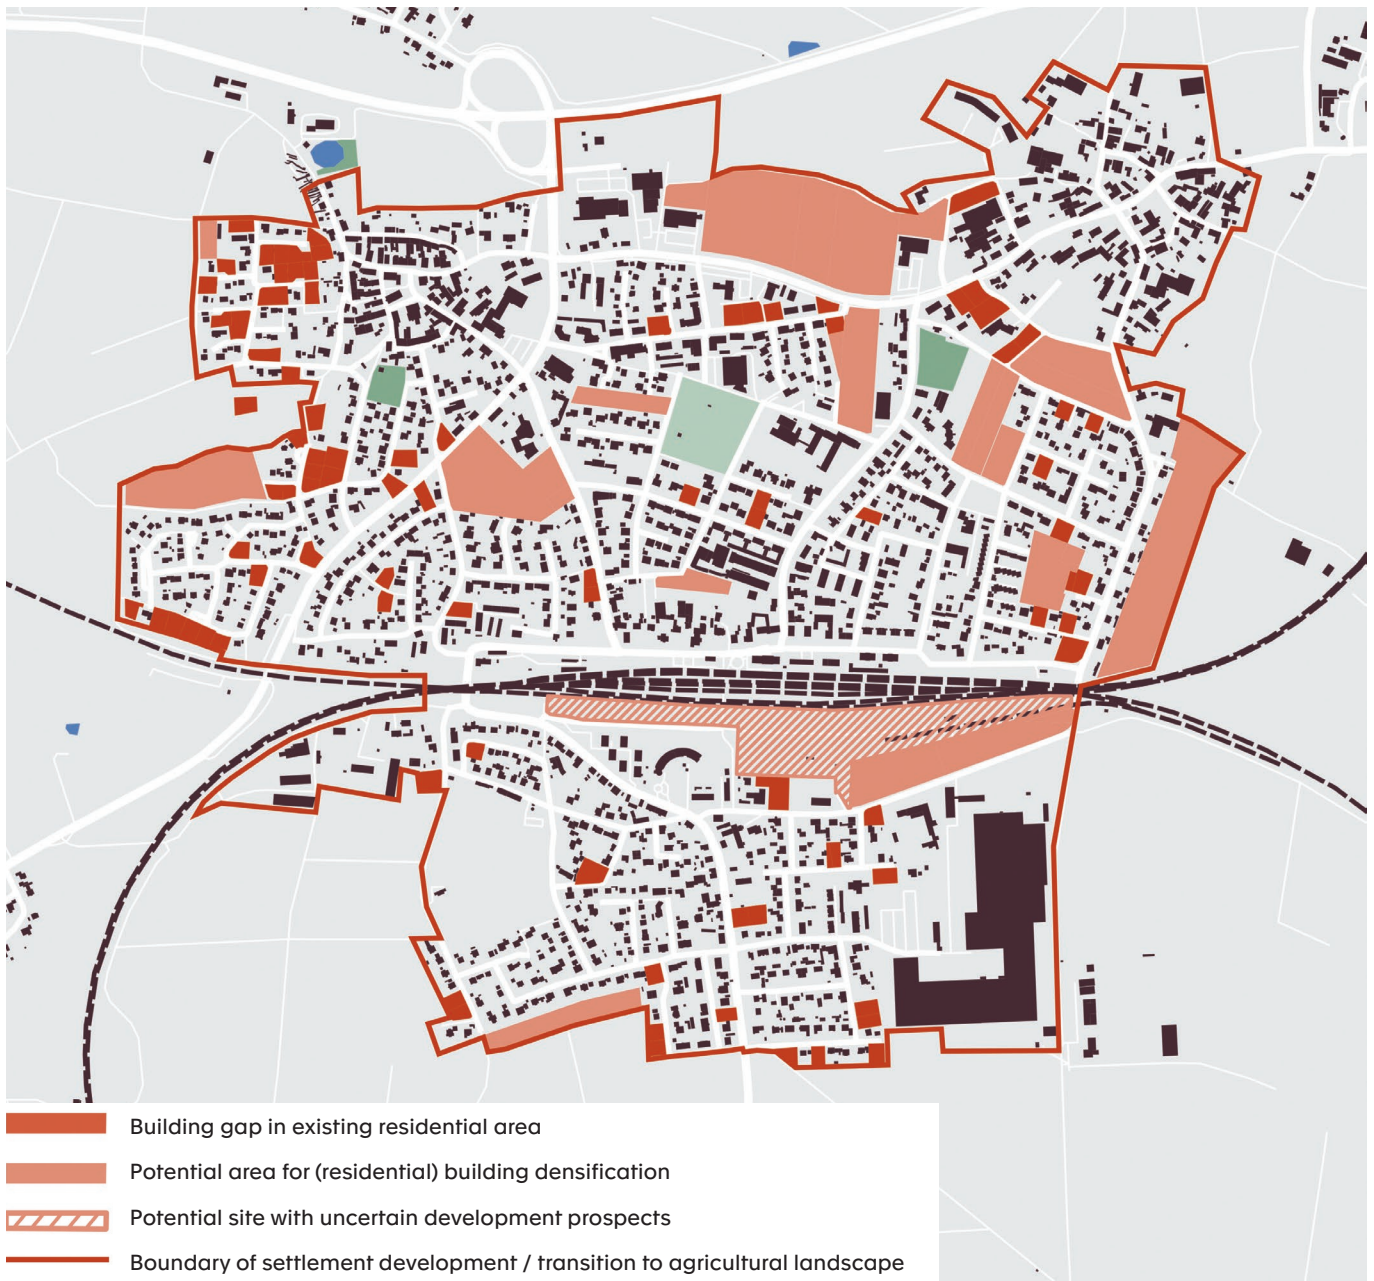 Building gap in existing residential area
Potential area for (residential) building densification
Potential site with uncertain development prospects
Boundary of settlement development / transition to agricultural landscape